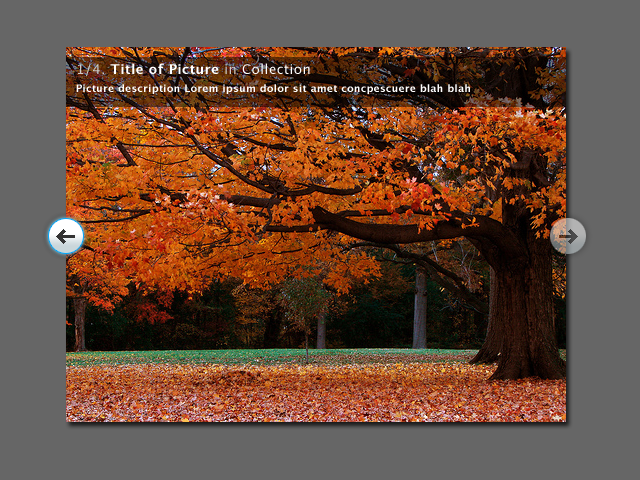 1/4. Title of Picture in Collection
Picture description Lorem ipsum dolor sit amet concpescuere blah blah